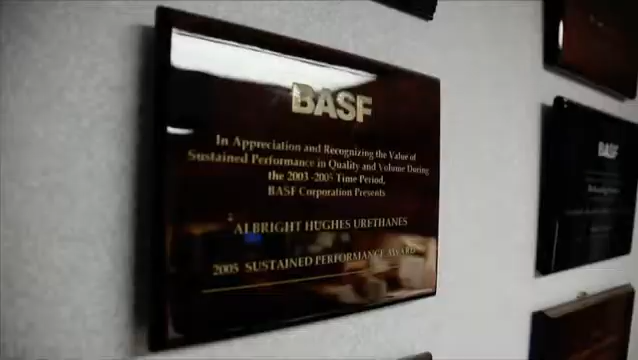 BASF
In Appreciation and Recognizing the Value of
Sustained Performance in Quality and Volume During
the 2003-2005 Time Period,
BASF Corporation Presents
ALBRIGHT HUGHES URETHANES
2005 SUSTAINED PERFORMANCE AWARD
BASF